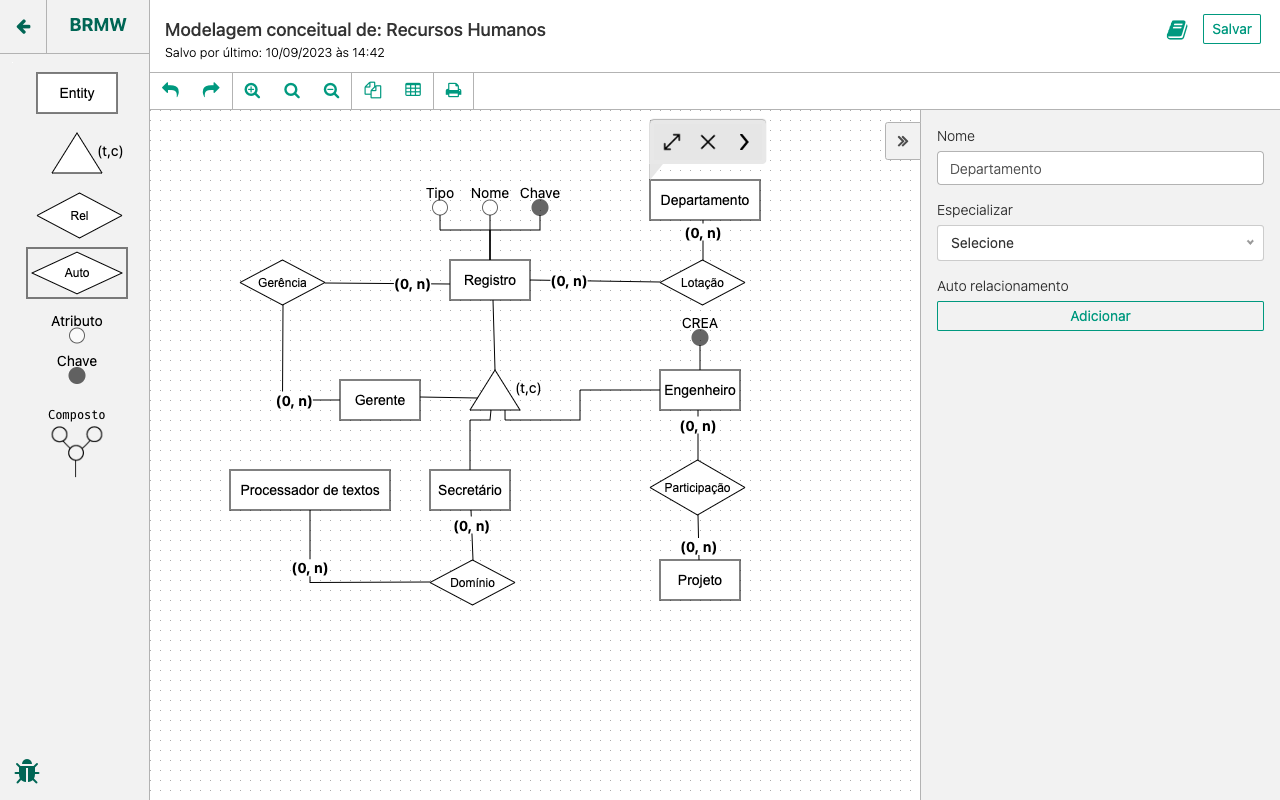 BRMW
Modelagem conceitual de: Recursos Humanos
Salvo por último: 10/09/2023 às 14:42
Salvar
Entity
(t,c)
Rel
Auto
Atributo
Chave
Composto
Tipo
Nome
Chave
Departamento
(0, n)
Gerência
(0, n)
Registro
(0, n)
Lotação
CREA
(0, n)
Gerente
(t,c)
Engenheiro
(0, n)
Processador de textos
Secretário
Participação
(0, n)
(0, n)
(0, n)
Domínio
Projeto
Nome
Departamento
Especializar
Selecione
Auto relacionamento
Adicionar